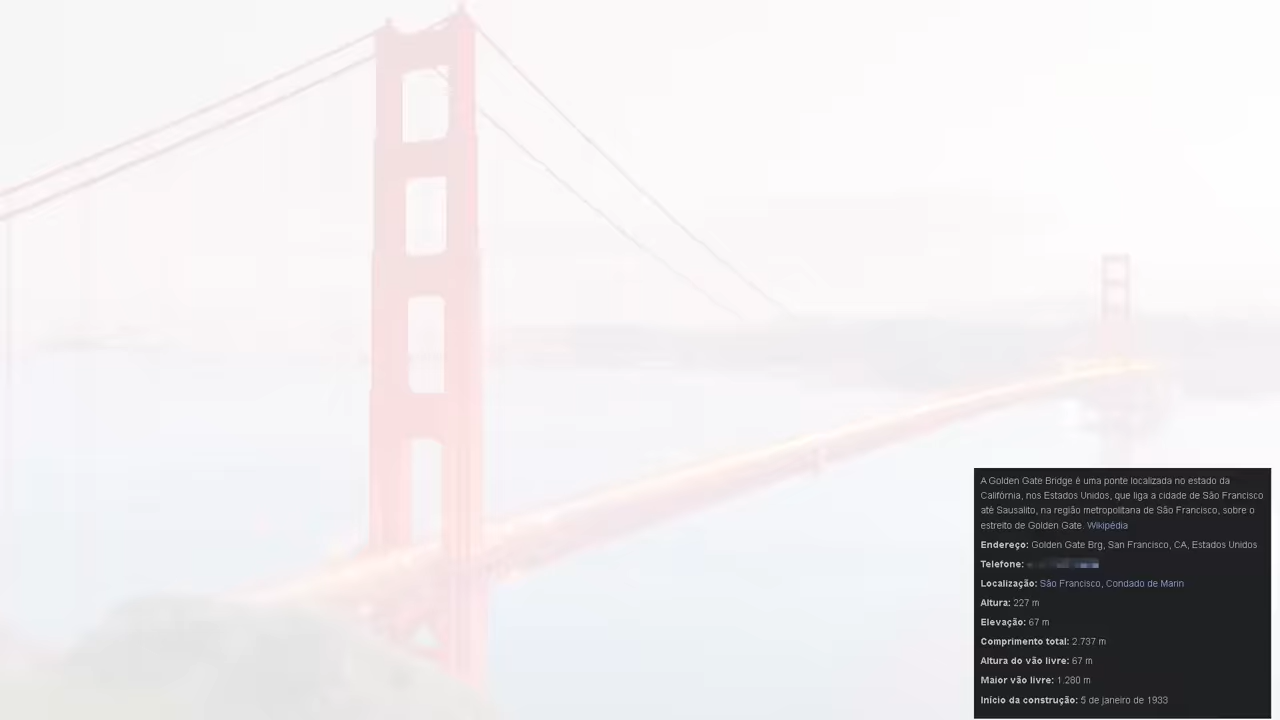 A Golden Gate Bridge é uma ponte localizada no estado da
Califórnia, nos Estados Unidos, que liga a cidade de São Francisco
até Sausalito, na região metropolitana de São Francisco, sobre o
estreito de Golden Gate. Wikipédia
Endereço: Golden Gate Brg, San Francisco, CA, Estados Unidos
Telefone:
Localização: São Francisco, Condado de Marin
Altura: 227 m
Elevação: 67 m
Comprimento total: 2.737 m
Altura do vão livre: 67 m
Maior vão livre: 1.280 m
Início da construção: 5 de janeiro de 1933